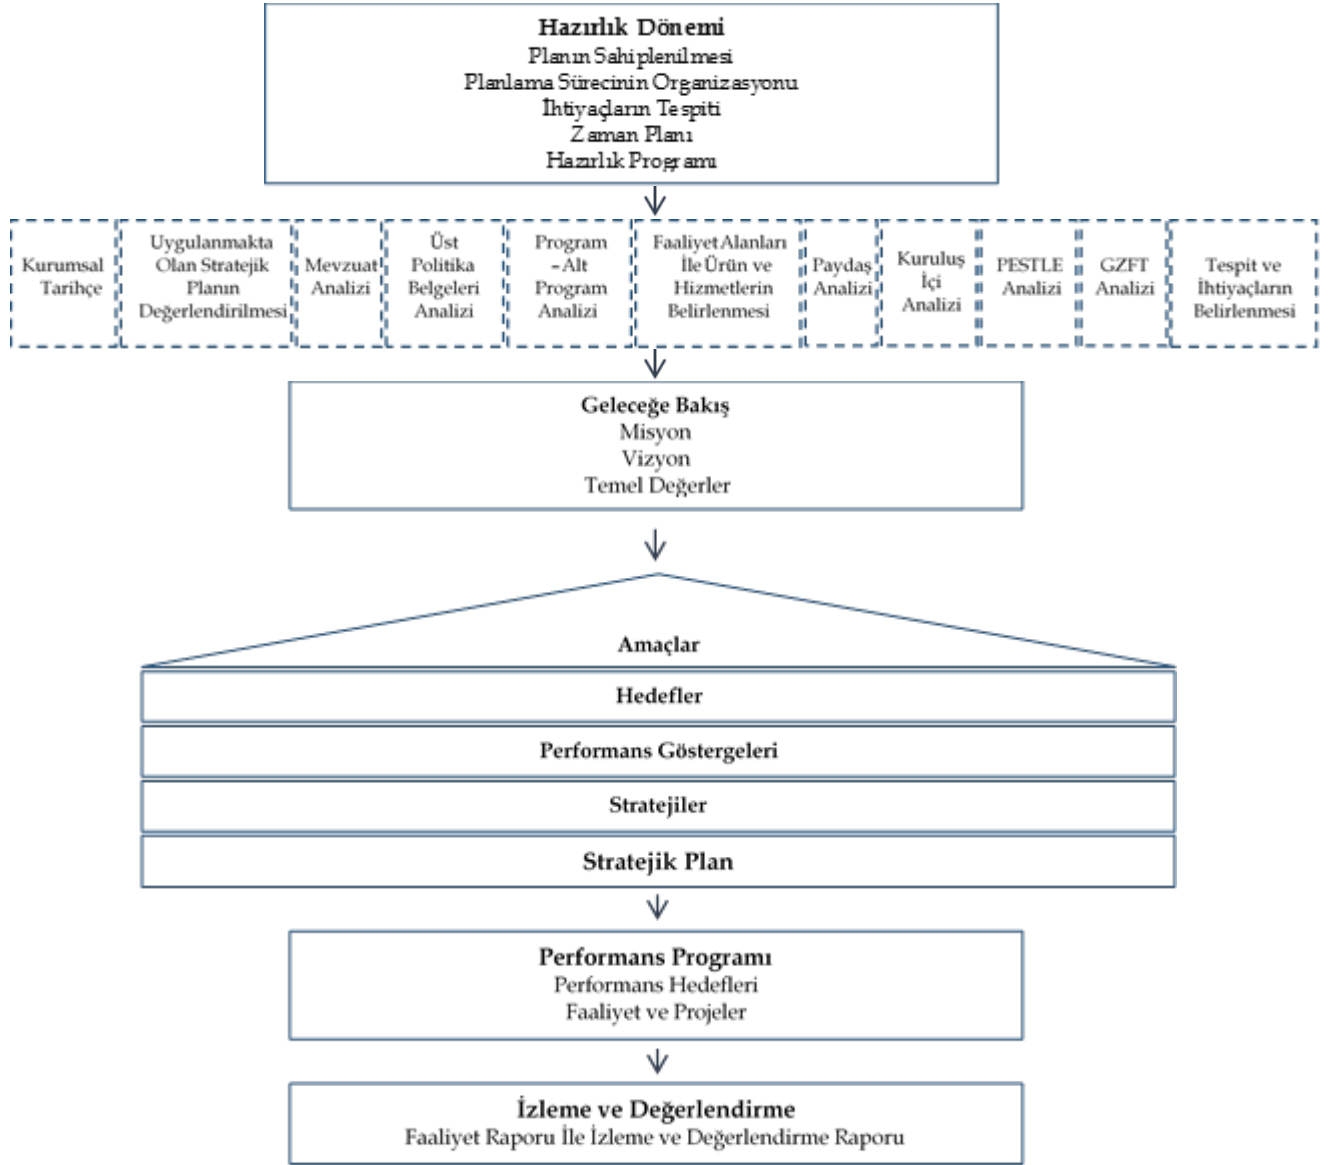 Hazırlık Dönemi
Planın Sahiplenilmesi
Planlama Sürecinin Organizasyonu
İhtiyaçların Tespiti
Zaman Planı
Hazırlık Programı
Kurumsal
Tarihçe
Uygulanmakta
Olan Stratejik
Planın
Değerlendirilmesi
Mevzuat
Analizi
Üst
Politika
Belgeleri
Analizi
Program
–Alt
Program
Analizi
Faaliyet Alanları
İle Ürün ve
Hizmetlerin
Belirlenmesi
Paydaş
Analizi
Kuruluş
İçi
Analizi
PESTLE
Analizi
GZFT
Analizi
Tespit ve
İhtiyaçların
Belirlenmesi
Geleceğe Bakış
Misyon
Vizyon
Temel Değerler
Amaçlar
Hedefler
Performans Göstergeleri
Stratejiler
Stratejik Plan
Performans Programı
Performans Hedefleri
Faaliyet ve Projeler
İzleme ve Değerlendirme
Faaliyet Raporu İle İzleme ve Değerlendirme Raporu